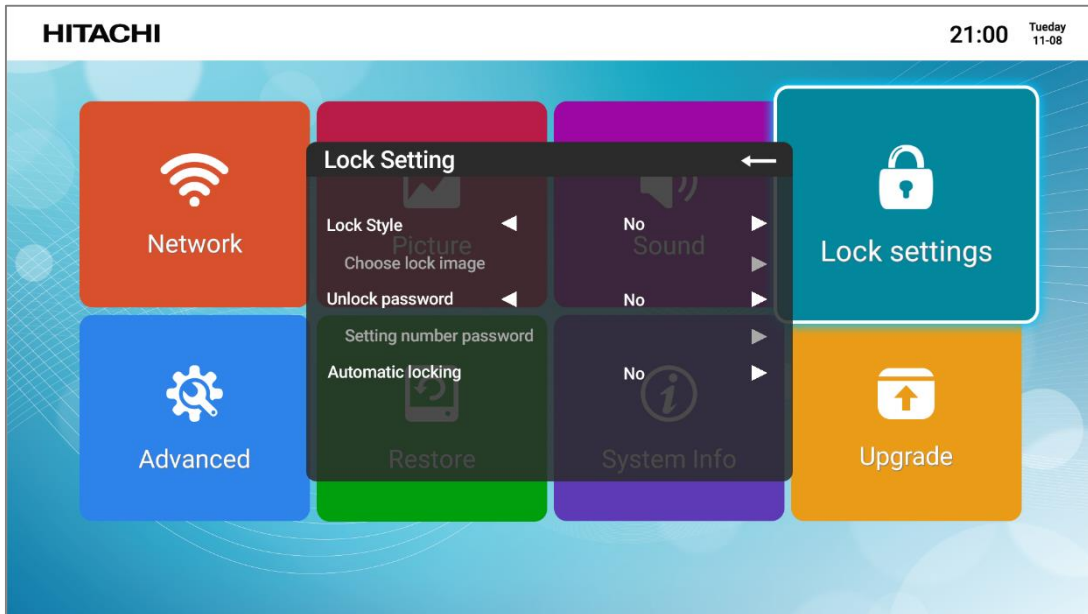 HITACHI
21:00
Tueday
11-08
Network
Picture
Sound
Lock settings
Lock Setting
Lock Style No
Choose lock image
Unlock password No
Setting number password
Automatic locking No
Advanced
Restore
System Info
Upgrade